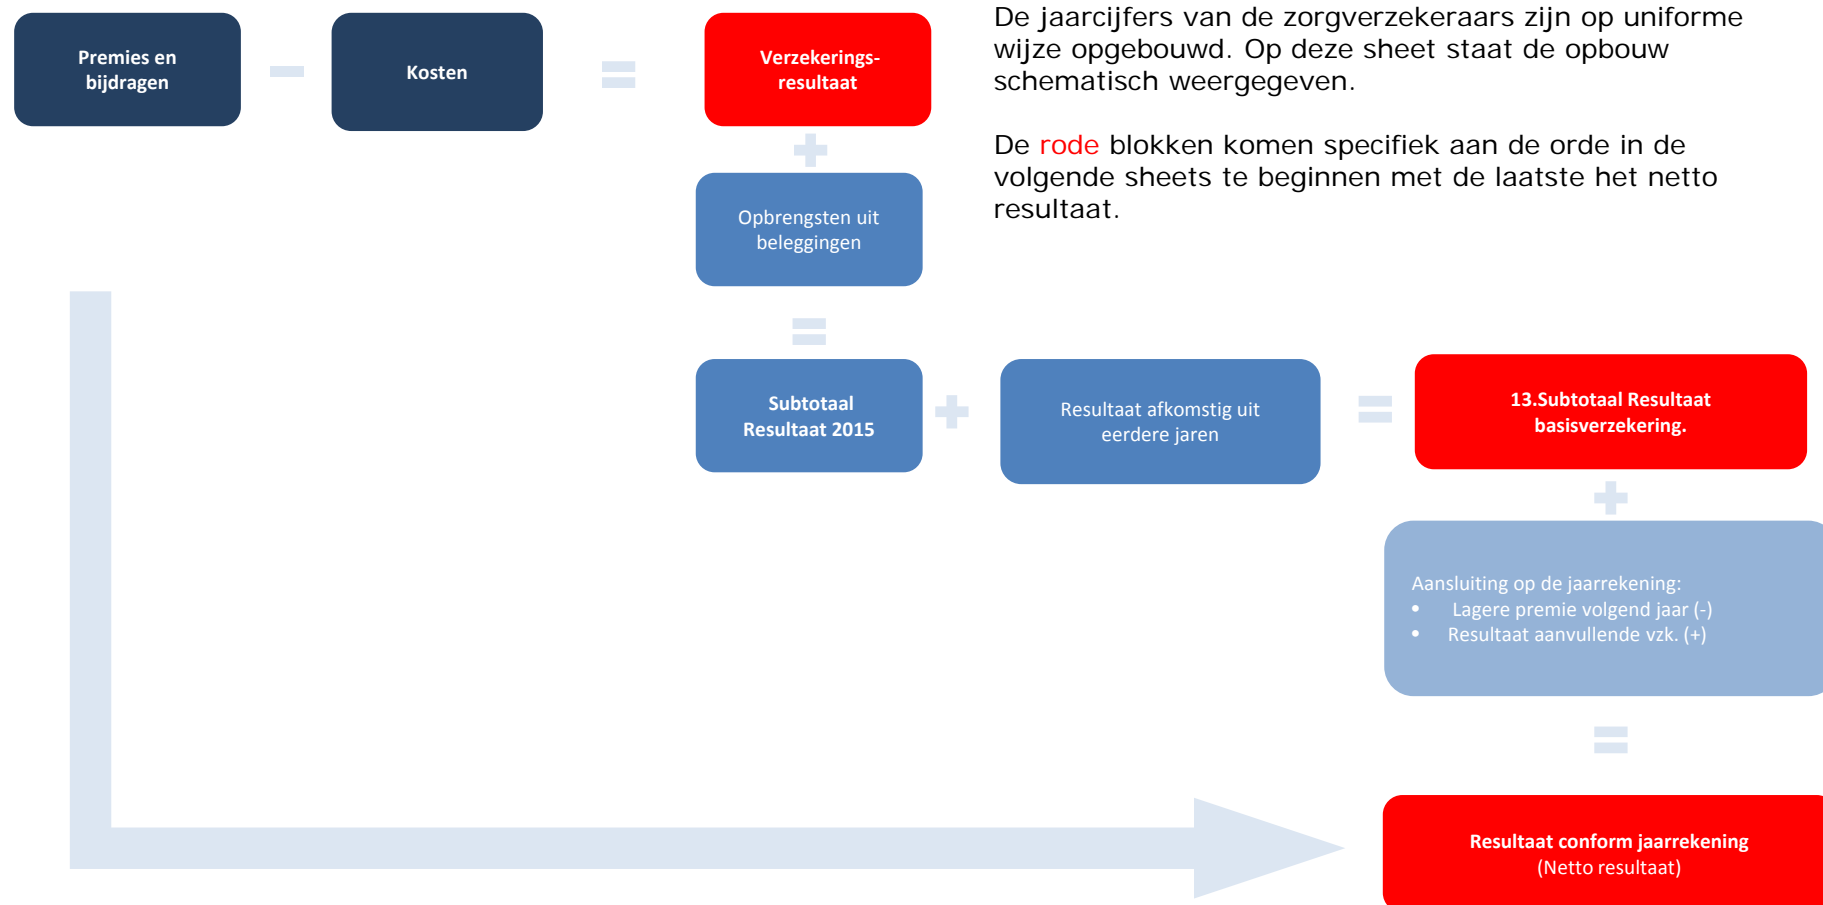 Premies en
bijdragen
Kosten
Verzekerings-
resultaat
De jaarcijfers van de zorgverzekeraars zijn op uniforme
wijze opgebouwd. Op deze sheet staat de opbouw
schematisch weergegeven.
De rode blokken komen specifiek aan de orde in de
volgende sheets te beginnen met de laatste het netto
resultaat.
Opbrengsten uit
beleggingen
Subtotaal
Resultaat 2015
Resultaat afkomstig uit
eerdere jaren
13.Subtotaal Resultaat
basisverzekering.
Aansluiting op de jaarrekening:
• Lagere premie volgend jaar (-)
• Resultaat aanvullende vzk. (+)
Resultaat conform jaarrekening
(Netto resultaat)